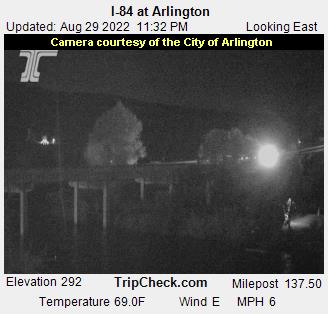 I-84 at Arlington
Updated: Aug 29 2022 11:32 PM Looking East
Camera courtesy of the City of Arlington
Elevation 292 TripCheck.com Milepost 137.50
Temperature 69.0F Wind E MPH 6